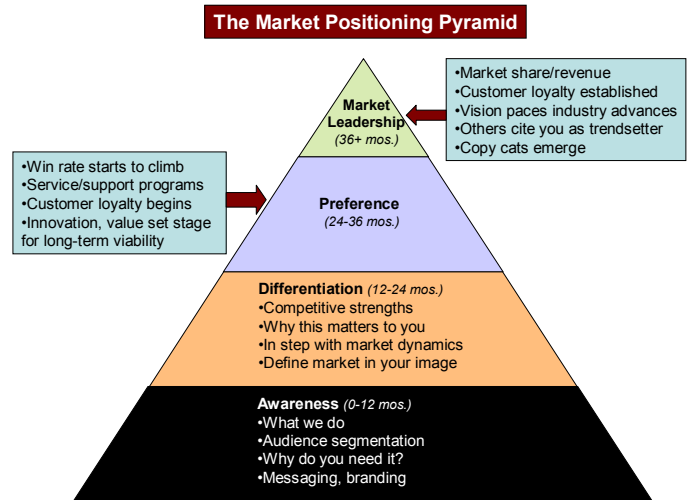 The Market Positioning Pyramid
Market
Leadership
(36+ mos.)
•Market share/revenue
•Customer loyalty established
•Vision paces industry advances
•Others cite you as trendsetter
•Copy cats emerge
•Win rate starts to climb
•Service/support programs
•Customer loyalty begins
•Innovation, value set stage
for long-term viability
Preference
(24-36 mos.)
Differentiation (12-24 mos.)
•Competitive strengths
•Why this matters to you
•In step with market dynamics
•Define market in your image
Awareness (0-12 mos.)
•What we do
•Audience segmentation
•Why do you need it?
•Messaging, branding